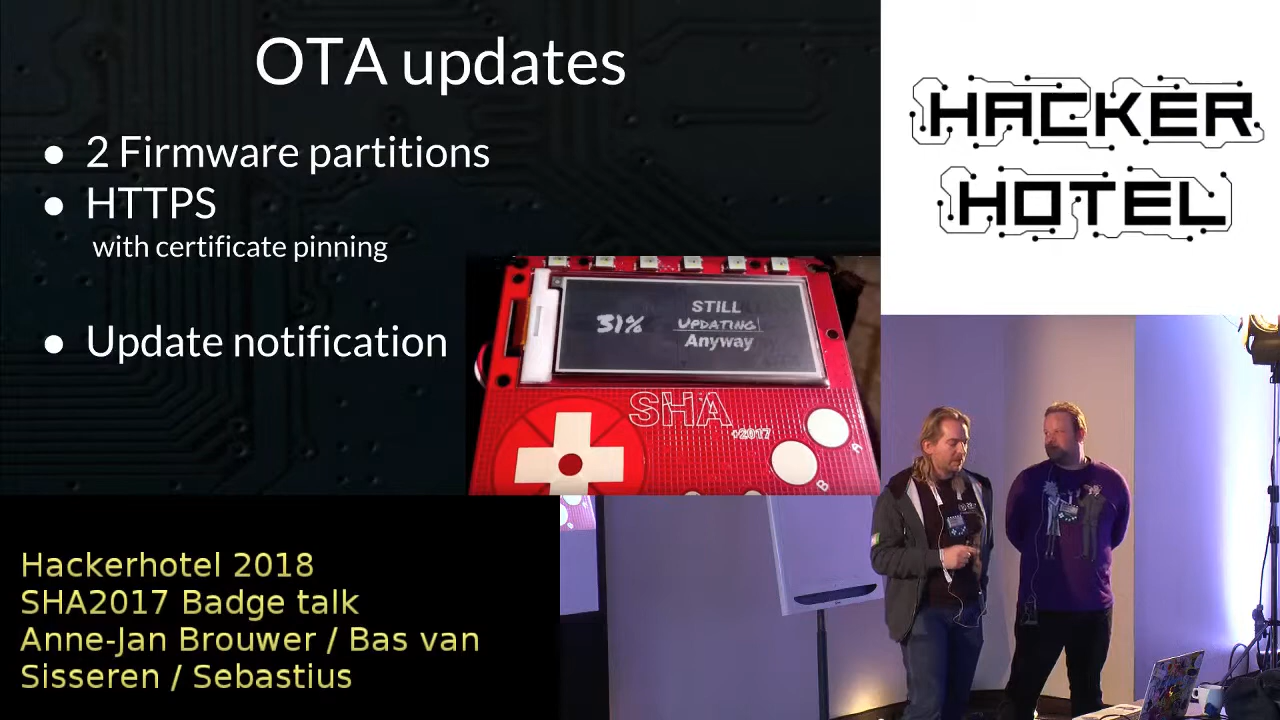 OTA updates
● 2 Firmware partitions
● HTTPS
with certificate pinning
● Update notification
31%
STILL
UPDATING
Anyway
SHA
+2017
A
B
HACKER
HOTEL
Hackerhotel 2018
SHA2017 Badge talk
Anne-Jan Brouwer / Bas van
Sisseren / Sebastius